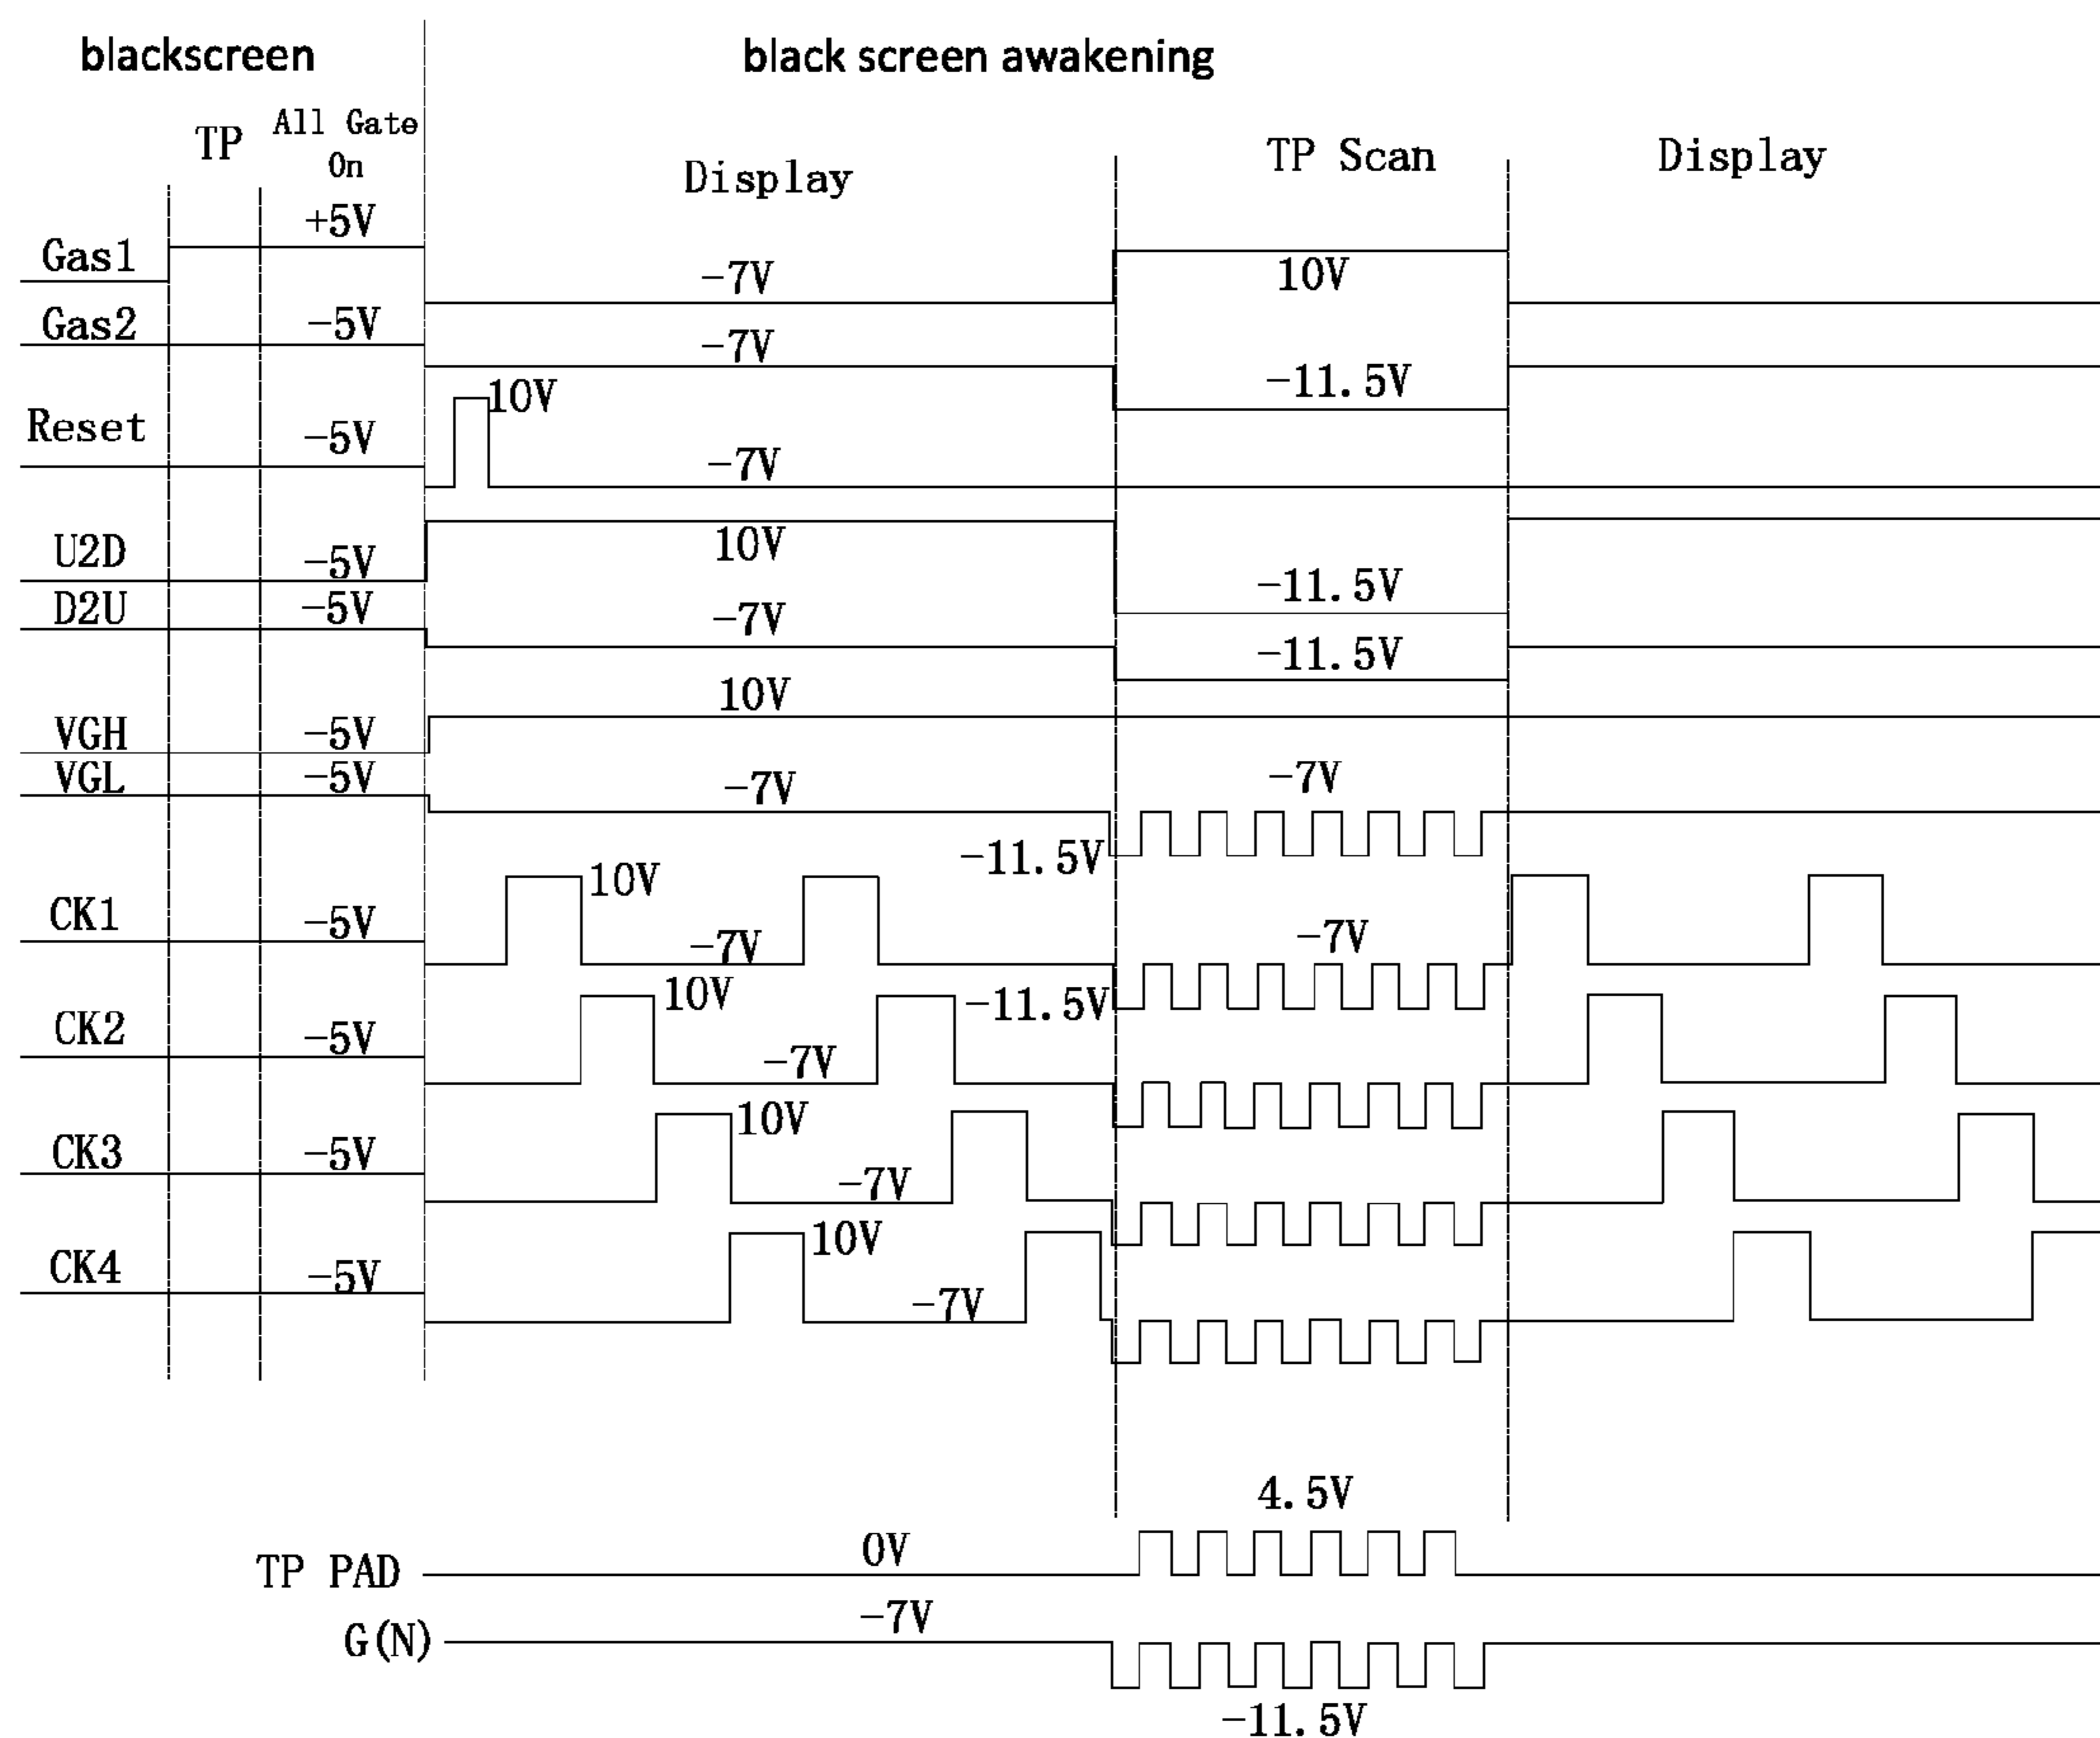 blackscreen
black screen awakening
TP
All Gate
On
Display
TP Scan
Display
Gas1
+5V
-7V
10V
Gas2
-5V
-7V
-11.5V
Reset
-5V
10V
-7V
U2D
-5V
10V
-11.5V
D2U
-5V
-7V
-11.5V
VGH
-5V
10V
VGL
-5V
-7V
-11.5V
-7V
CK1
-5V
10V
-7V
-11.5V
-7V
CK2
-5V
10V
-7V
CK3
-5V
10V
-7V
CK4
-5V
10V
-7V
4.5V
TP PAD
0V
G(N)
-7V
-11.5V